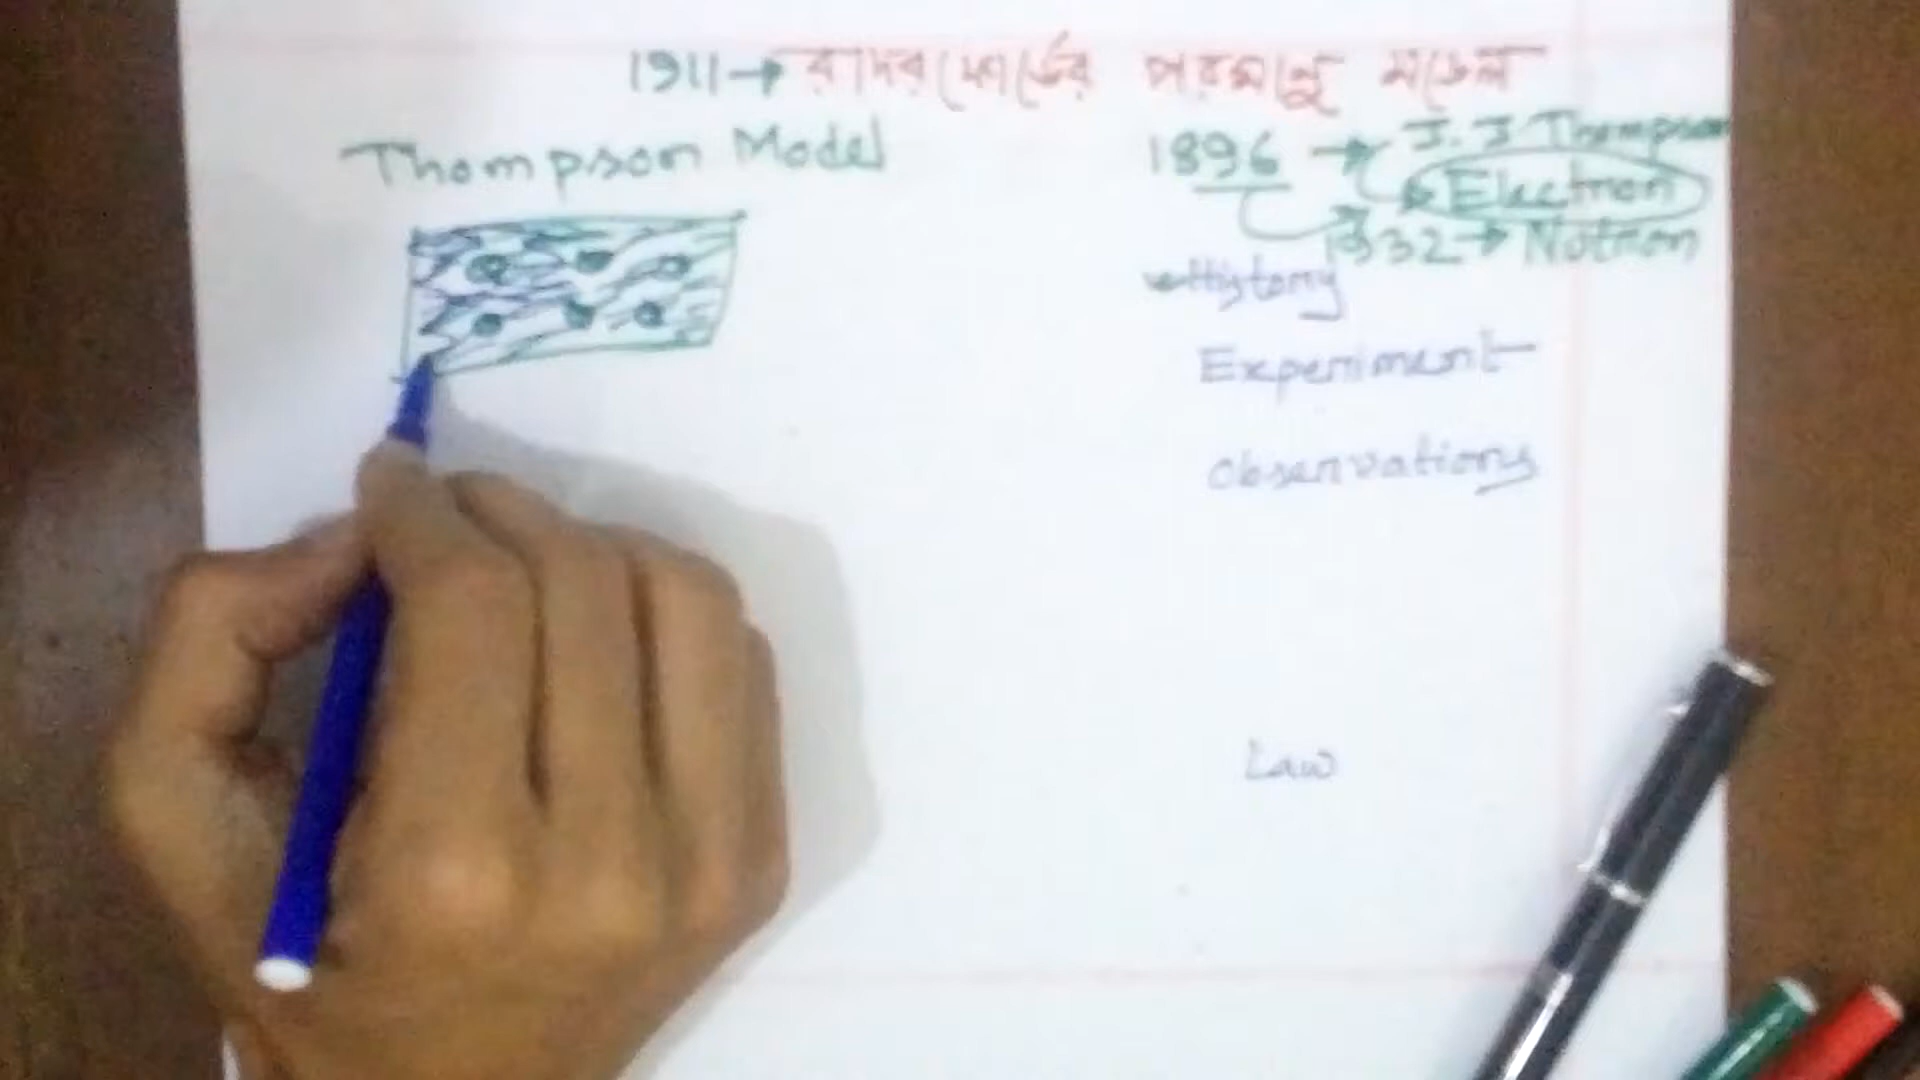 1911→ রাদারফোর্ডের পরমানু মডেল
Thompson Model
1896 → J. J Thompson
Electron
1932→ Nutron
History
Experiment
Observations
Law